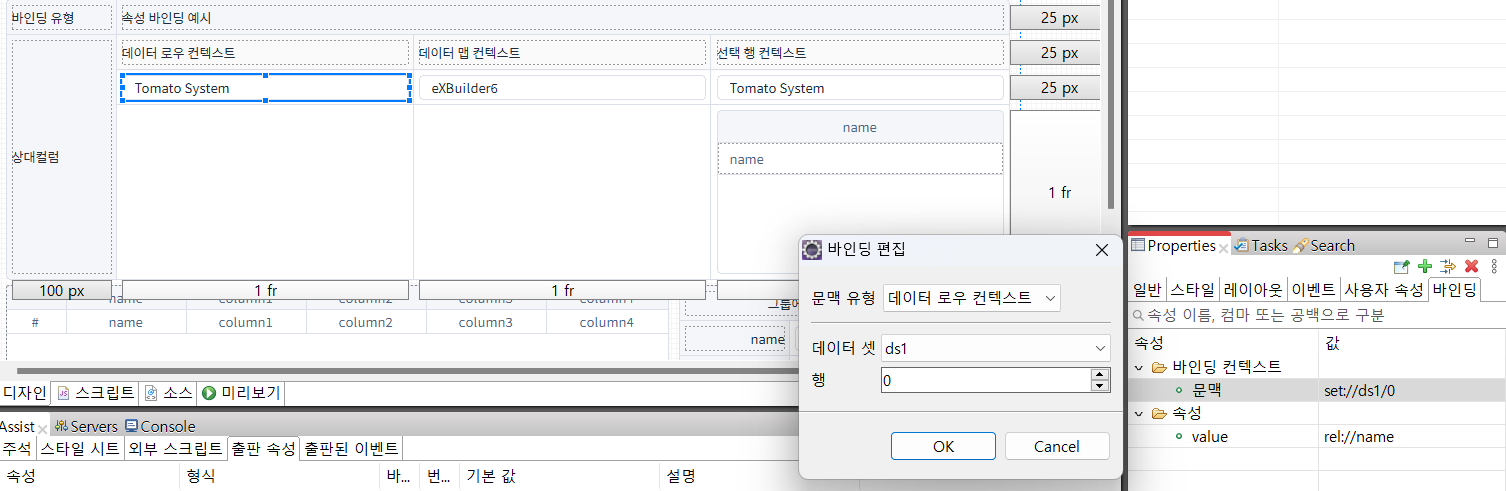 바인딩 유형
속성 바인딩 예시
25 px
데이터 로우 컨텍스트
데이터 맵 컨텍스트
선택 행 컨텍스트
25 px
Tomato System
eXBuilder6
Tomato System
25 px
상대컬럼
name
name
1 fr
100 px
1 fr
1 fr
name
column1
column2
column3
column4
#
name
column1
column2
column3
column4
name
디자인
스크립트
소스
미리보기
Assist
Servers
Console
주석
스타일 시트
외부 스크립트
출판 속성
출판된 이벤트
속성
형식
바...
번...
기본 값
설명
바인딩 편집
문맥 유형
데이터 로우 컨텍스트
데이터 셋
ds1
행
0
OK
Cancel
Properties
Tasks
Search
일반
스타일
레이아웃
이벤트
사용자 속성
바인딩
속성 이름, 컴마 또는 공백으로 구분
속성
값
바인딩 컨텍스트
문맥
set://ds1/0
속성
value
rel://name